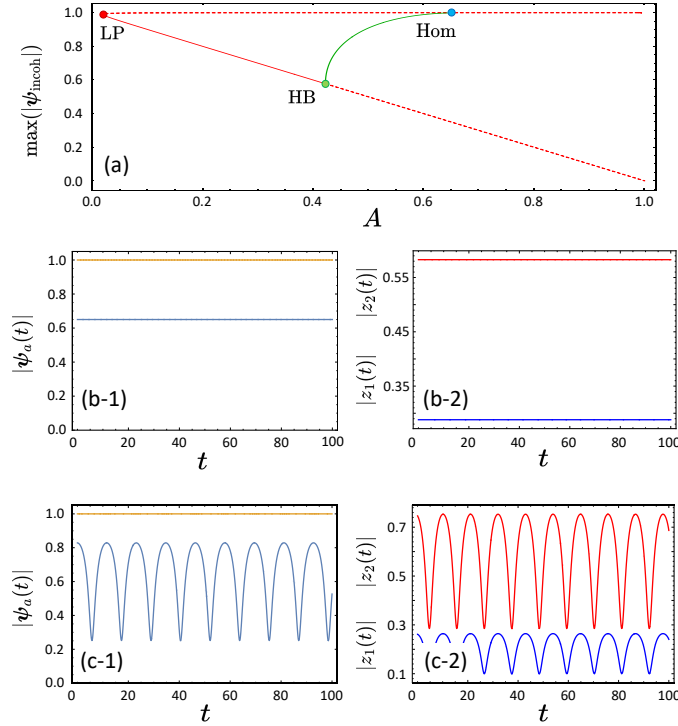 1.0
0.8
0.6
0.4
0.2
0.0
max(|ψincoh|)
LP
HB
Hom
(a)
0.0 0.2 0.4 0.6 0.8 1.0
A
1.0
0.8
0.6
0.4
0.2
0.0
|ψa(t)|
(b-1)
0 20 40 60 80 100
t
0.55
0.35
|z2(t)|
|z1(t)|
(b-2)
0 20 40 60 80 100
t
1.0
0.8
0.6
0.4
0.2
0.0
|ψa(t)|
(c-1)
0 20 40 60 80 100
t
0.7
0.5
0.3
0.1
|z2(t)|
|z1(t)|
(c-2)
0 20 40 60 80 100
t